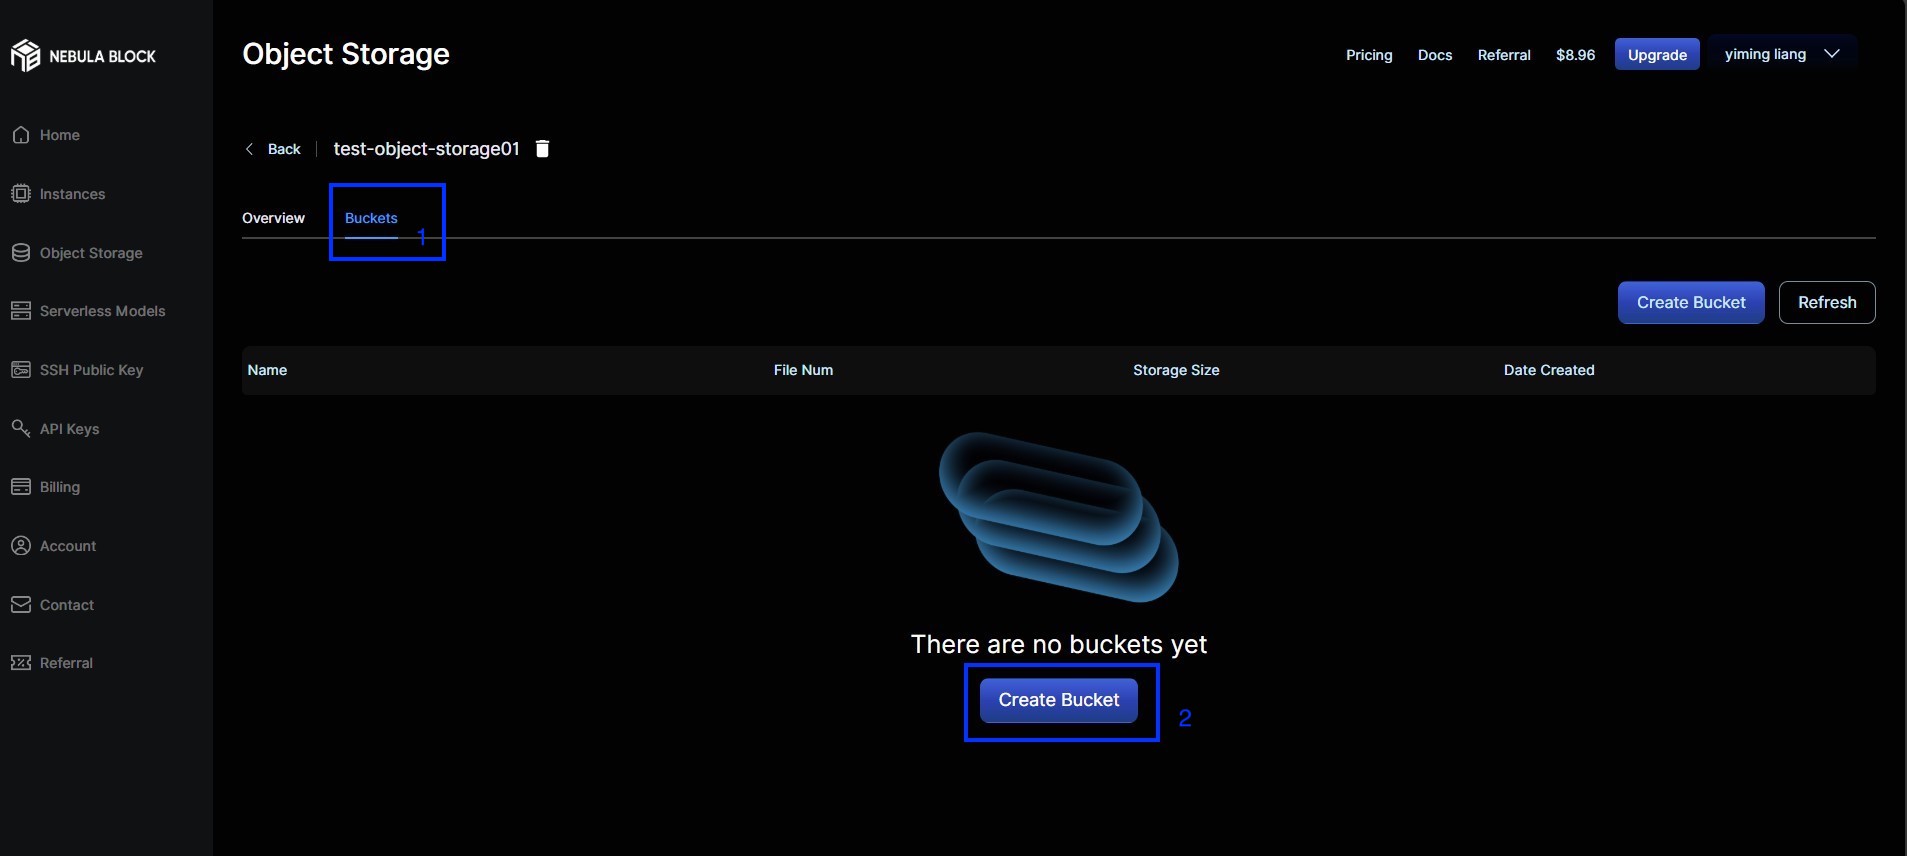 NEBULA BLOCK
Home
Instances
Object Storage
Serverless Models
SSH Public Key
API Keys
Billing
Account
Contact
Referral
Object Storage
Pricing Docs Referral $8.96 Upgrade yiming liang
Back test-object-storage01
Overview Buckets 1
Create Bucket Refresh
Name File Num Storage Size Date Created
There are no buckets yet
Create Bucket 2